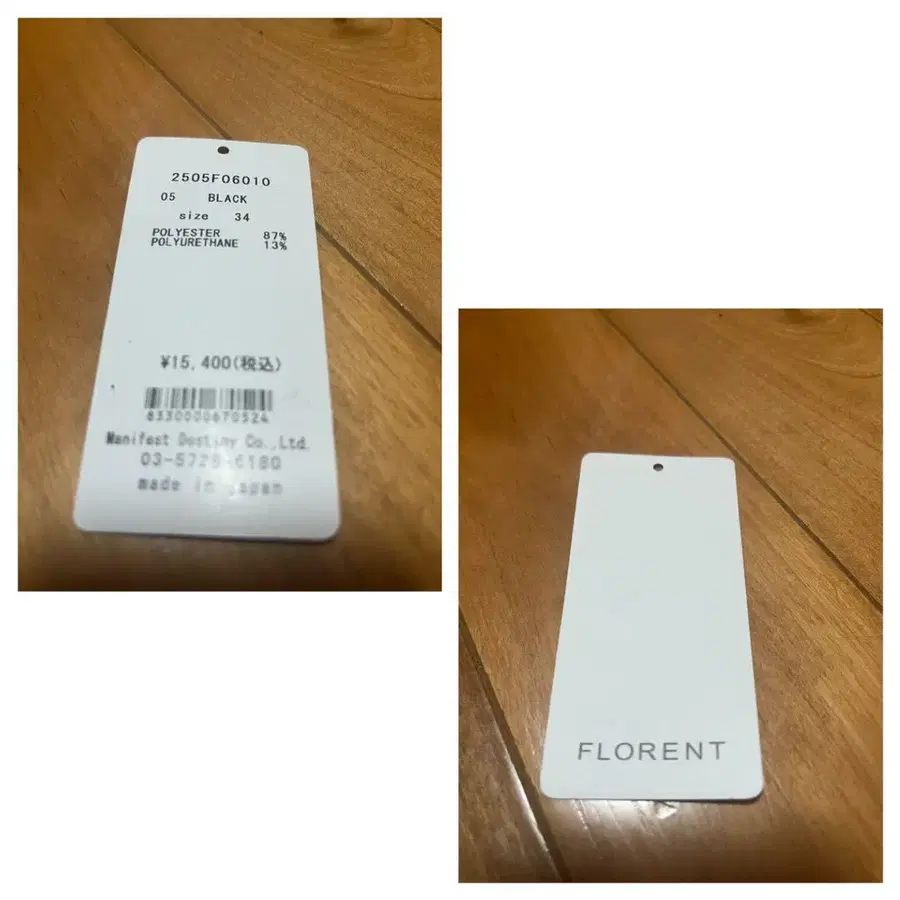 2505F06010
05 BLACK
size 34
POLYESTER 87%
POLYURETHANE 13%
¥15,400(税込)
8330000670524
Manifest Destiny Co.,Ltd.
03-5728-6180
made in japan
FLORENT